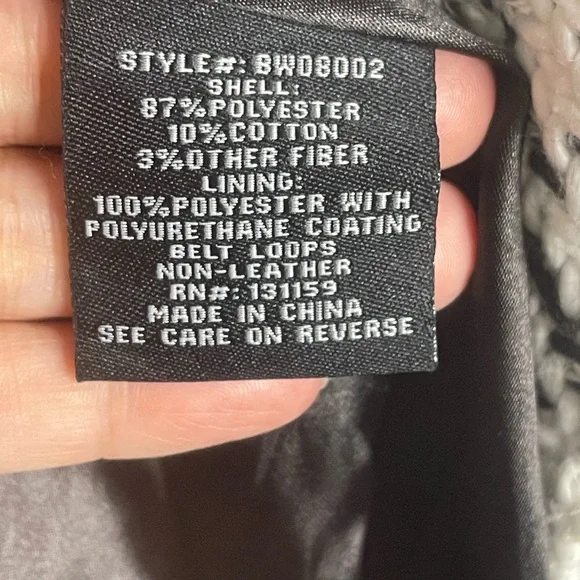 STYLE#: BW08002
SHELL:
87%POLYESTER
10%COTTON
3%OTHER FIBER
LINING:
100%POLYESTER WITH
POLYURETHANE COATING
BELT LOOPS
NON-LEATHER
RN#: 131159
MADE IN CHINA
SEE CARE ON REVERSE